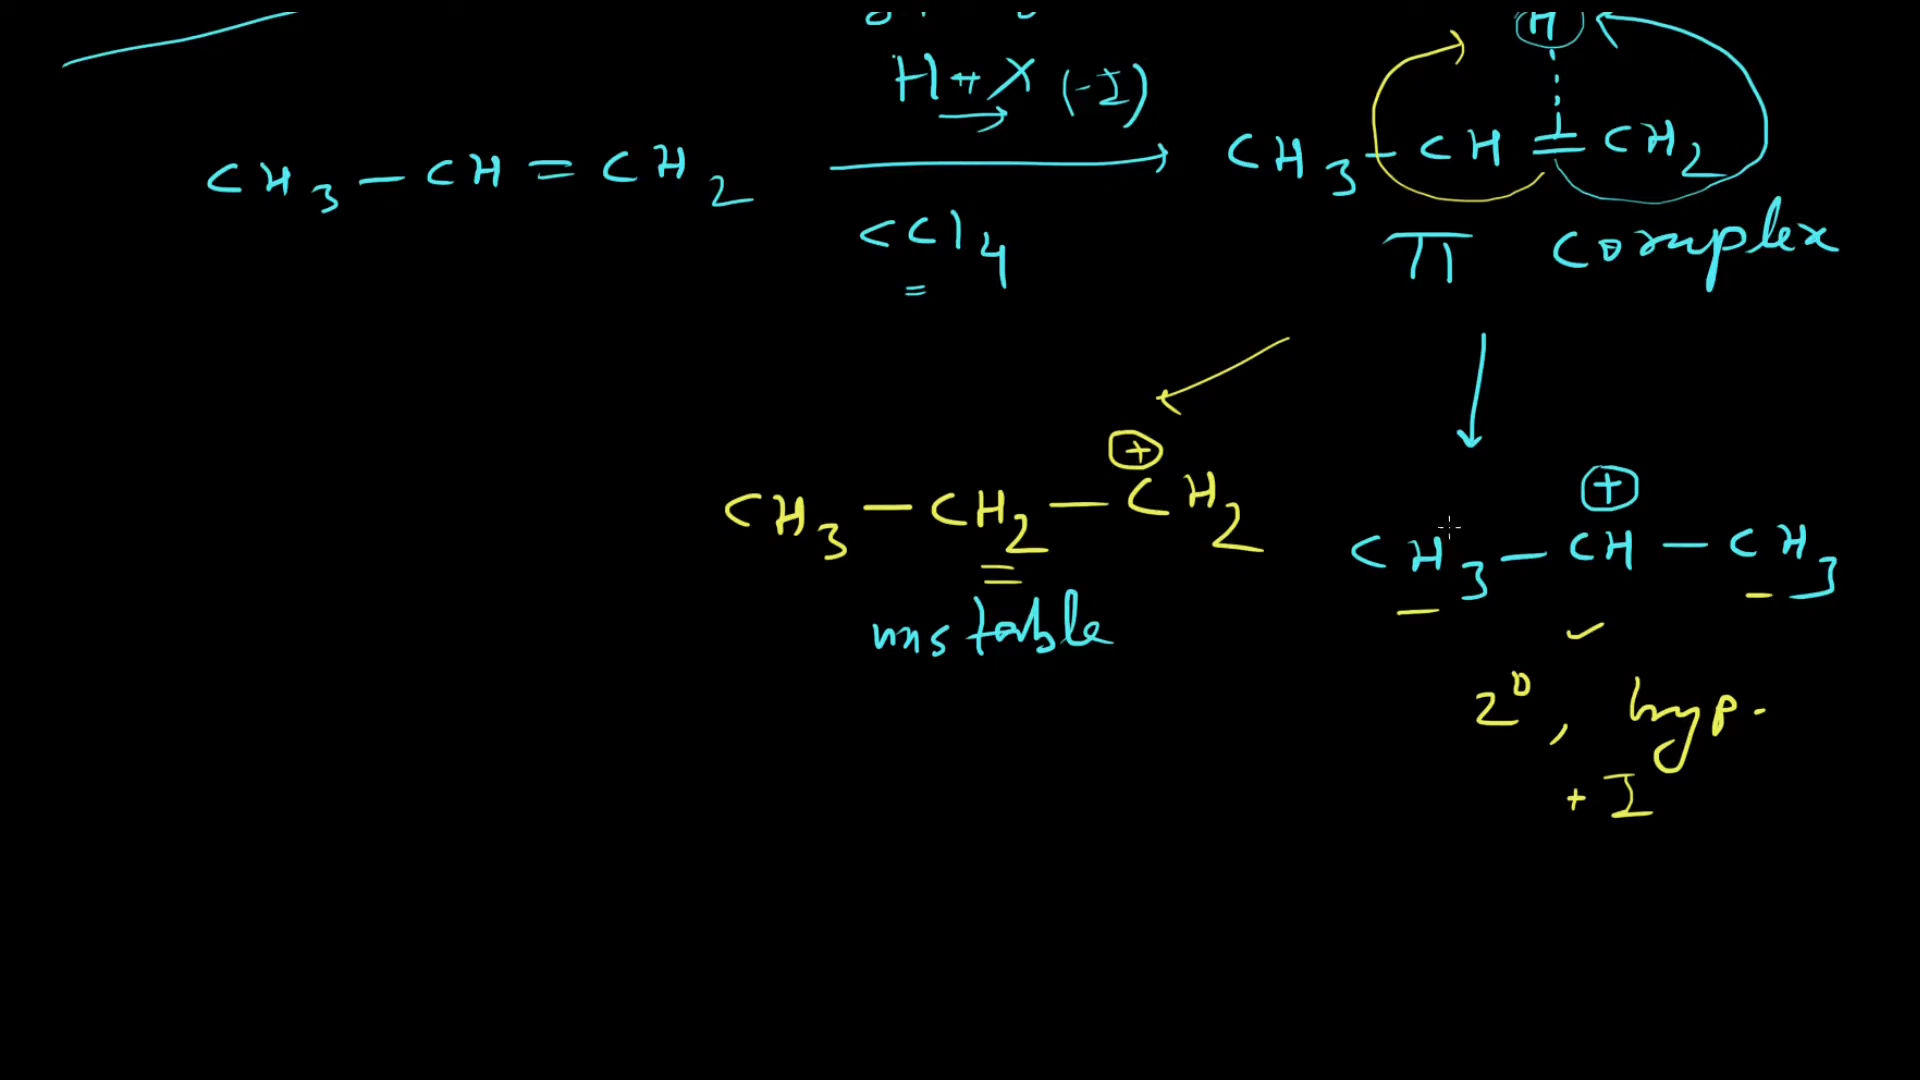 H+X (-I)
CH3-CH=CH2 → CH3-CH=CH2
H
CCl4
π complex
⊕
CH3-CH2-CH2
⊕
CH3-CH-CH3
unstable
2°, hyp.
+I